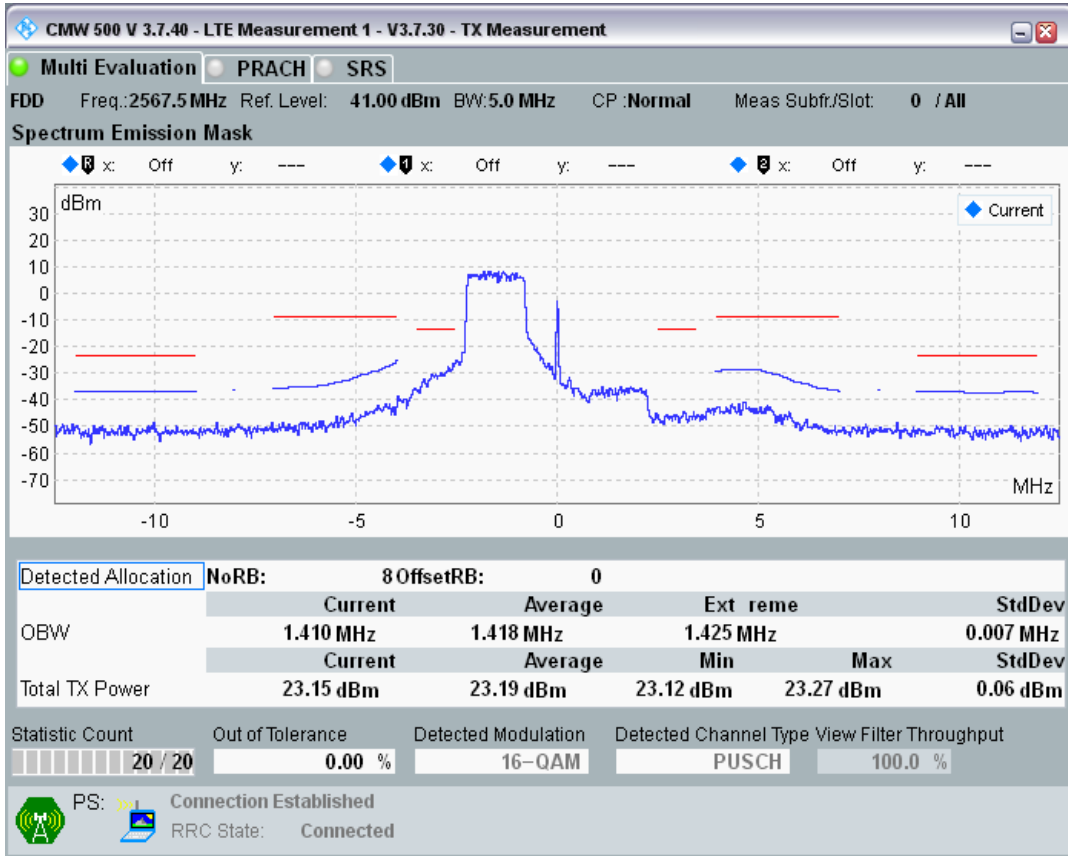 CMW 500 V 3.7.40 - LTE Measurement 1 - V3.7.30 - TX Measurement
Multi Evaluation PRACH SRS
FDD Freq.:2567.5 MHz Ref. Level: 41.00 dBm BW:5.0 MHz CP :Normal Meas Subfr./Slot: 0 / All
Spectrum Emission Mask
R x: Off y: --- 1 x: Off y: --- 2 x: Off y: ---
dBm
Current
30
20
10
0
-10
-20
-30
-40
-50
-60
-70
MHz
-10 -5 0 5 10
Detected Allocation NoRB: 8 OffsetRB: 0
Current Average Ext reme StdDev
OBW 1.410 MHz 1.418 MHz 1.425 MHz 0.007 MHz
Current Average Min Max StdDev
Total TX Power 23.15 dBm 23.19 dBm 23.12 dBm 23.27 dBm 0.06 dBm
Statistic Count Out of Tolerance Detected Modulation Detected Channel Type View Filter Throughput
20 / 20 0.00 % 16-QAM PUSCH 100.0 %
PS: Connection Established
RRC State: Connected